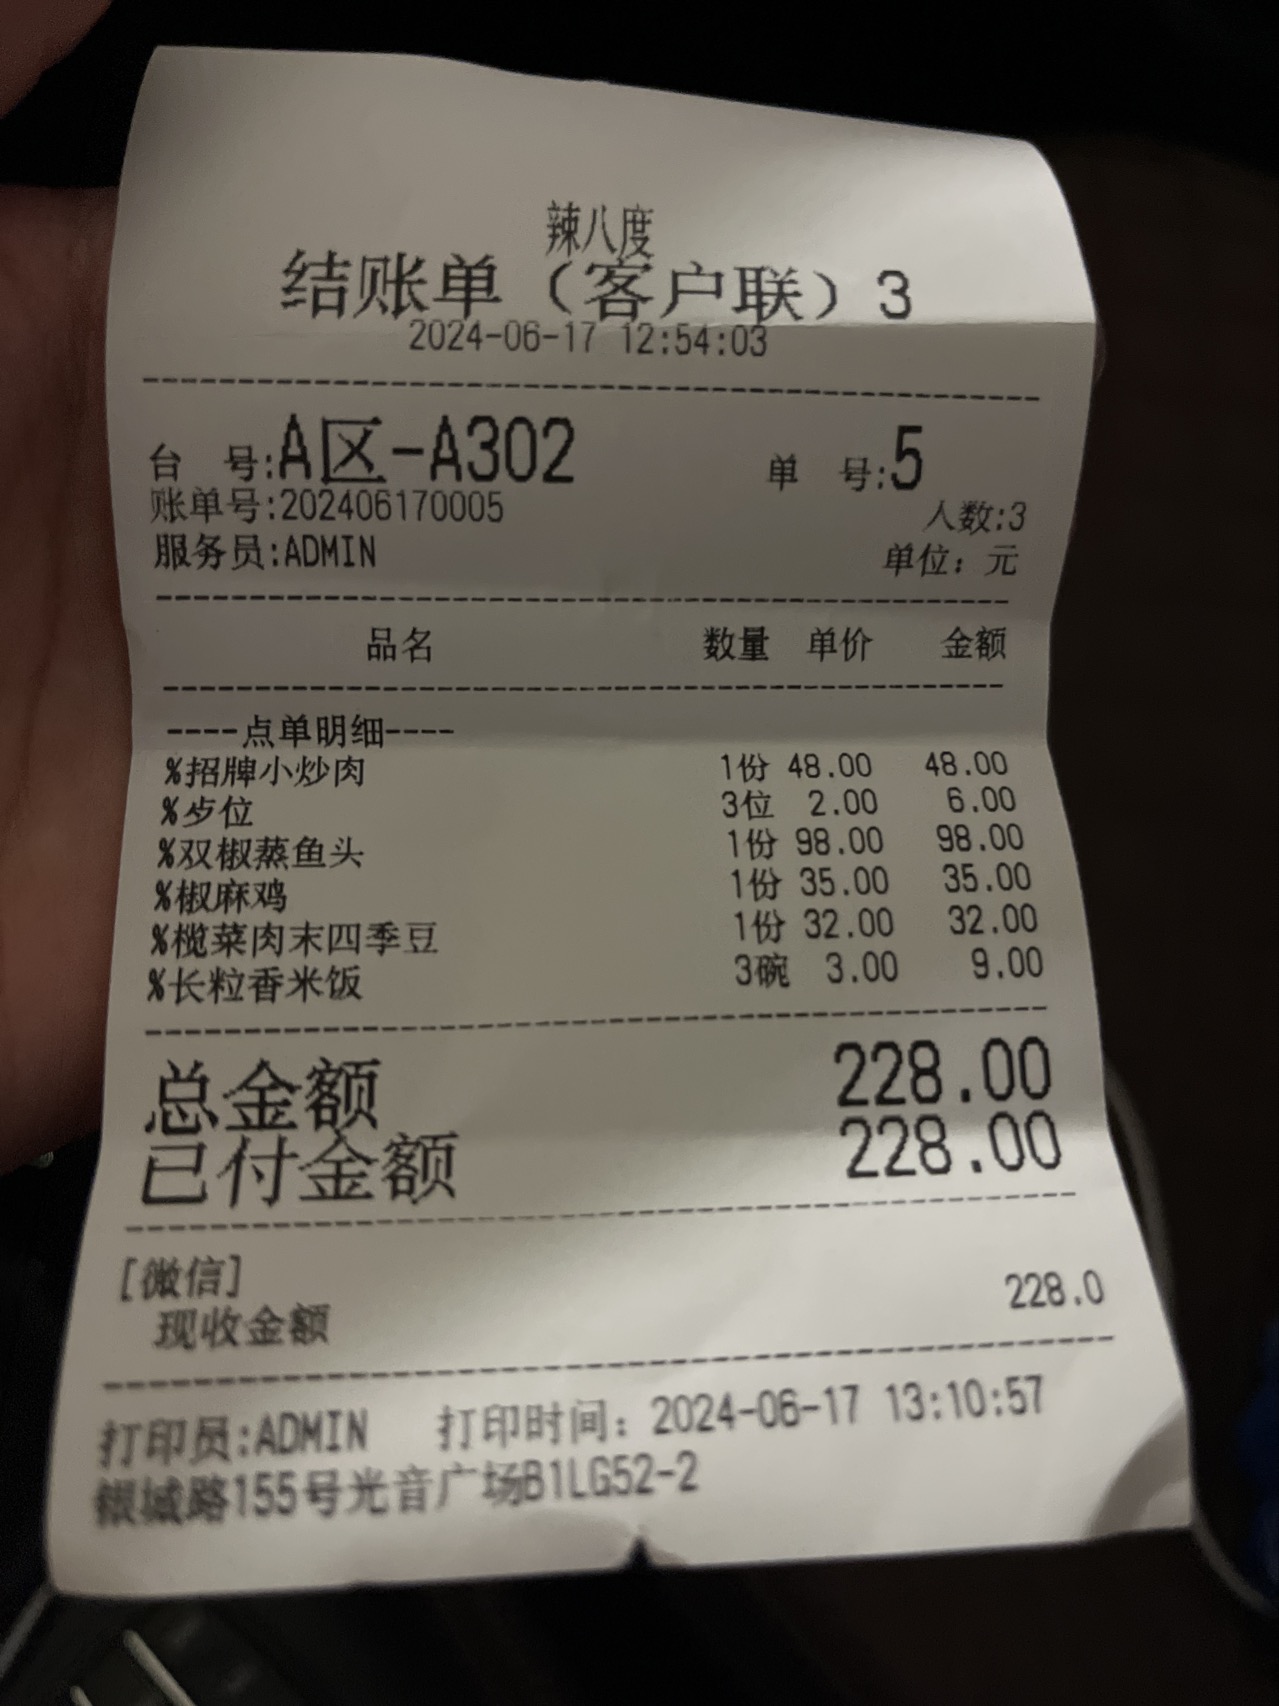 辣八度
结账单（客户联）3
2024-06-17 12:54:03
台 号:A区-A302 单 号:5
账单号:202406170005 人数:3
服务员:ADMIN 单位：元
品名 数量 单价 金额
----点单明细----
%招牌小炒肉 1份 48.00 48.00
%歺位 3位 2.00 6.00
%双椒蒸鱼头 1份 98.00 98.00
%椒麻鸡 1份 35.00 35.00
%榄菜肉末四季豆 1份 32.00 32.00
%长粒香米饭 3碗 3.00 9.00
总金额 228.00
已付金额 228.00
[微信]
现收金额 228.0
打印员:ADMIN 打印时间：2024-06-17 13:10:57
银城路155号光音广场B1LG52-2